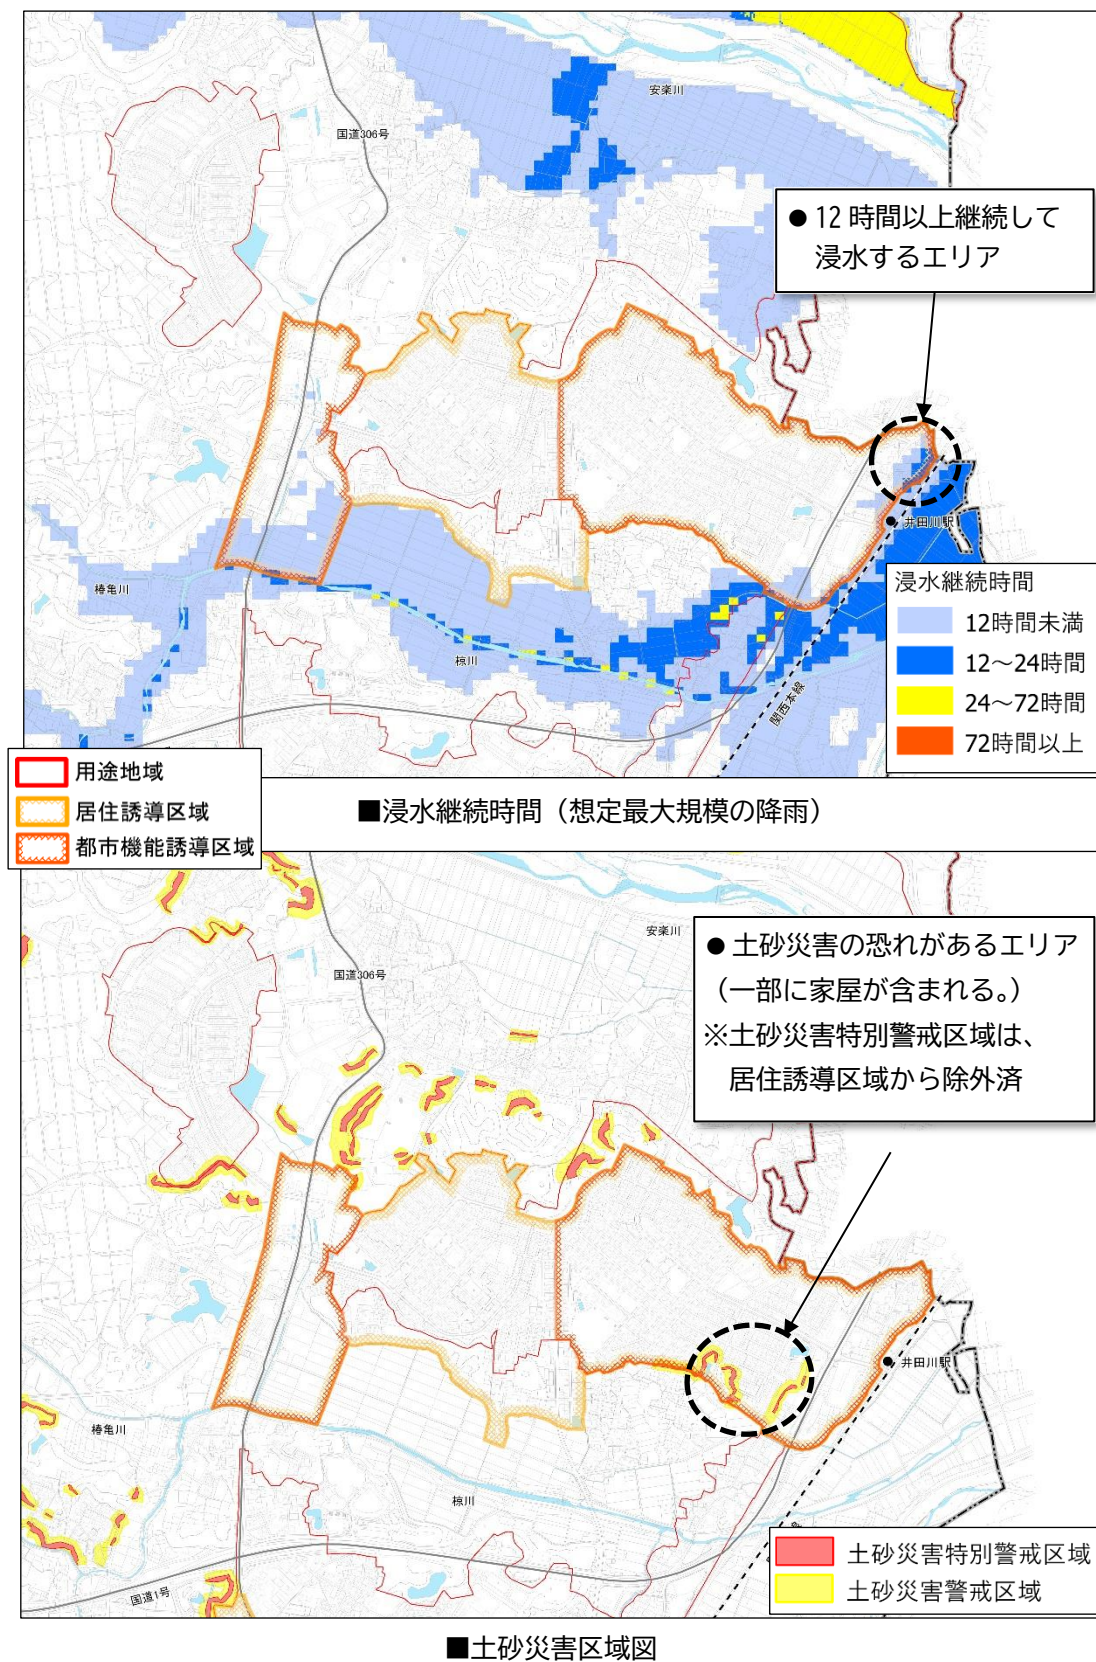 安楽川
国道306号
● 12 時間以上継続して
浸水するエリア
井田川駅
椿亀川
椋川
関西本線
浸水継続時間
12時間未満
12～24時間
24～72時間
72時間以上
用途地域
居住誘導区域
都市機能誘導区域
■浸水継続時間（想定最大規模の降雨）
安楽川
国道306号
● 土砂災害の恐れがあるエリア
（一部に家屋が含まれる。）
※土砂災害特別警戒区域は、
居住誘導区域から除外済
井田川駅
椿亀川
椋川
国道1号
土砂災害特別警戒区域
土砂災害警戒区域
■土砂災害区域図